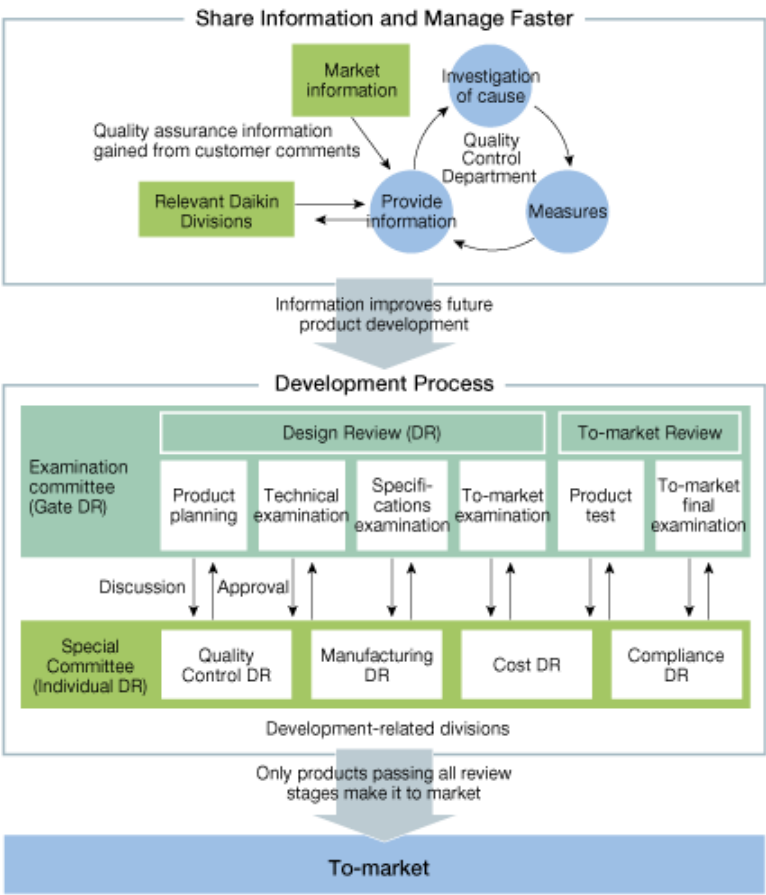 Share Information and Manage Faster
Market
information
Investigation
of cause
Quality assurance information
gained from customer comments
Quality
Control
Department
Relevant Daikin
Divisions
Provide
information
Measures
Information improves future
product development
Development Process
Design Review (DR)
To-market Review
Examination
committee
(Gate DR)
Product
planning
Technical
examination
Specifi-
cations
examination
To-market
examination
Product
test
To-market
final
examination
Discussion
Approval
Special
Committee
(Individual DR)
Quality
Control DR
Manufacturing
DR
Cost DR
Compliance
DR
Development-related divisions
Only products passing all review
stages make it to market
To-market